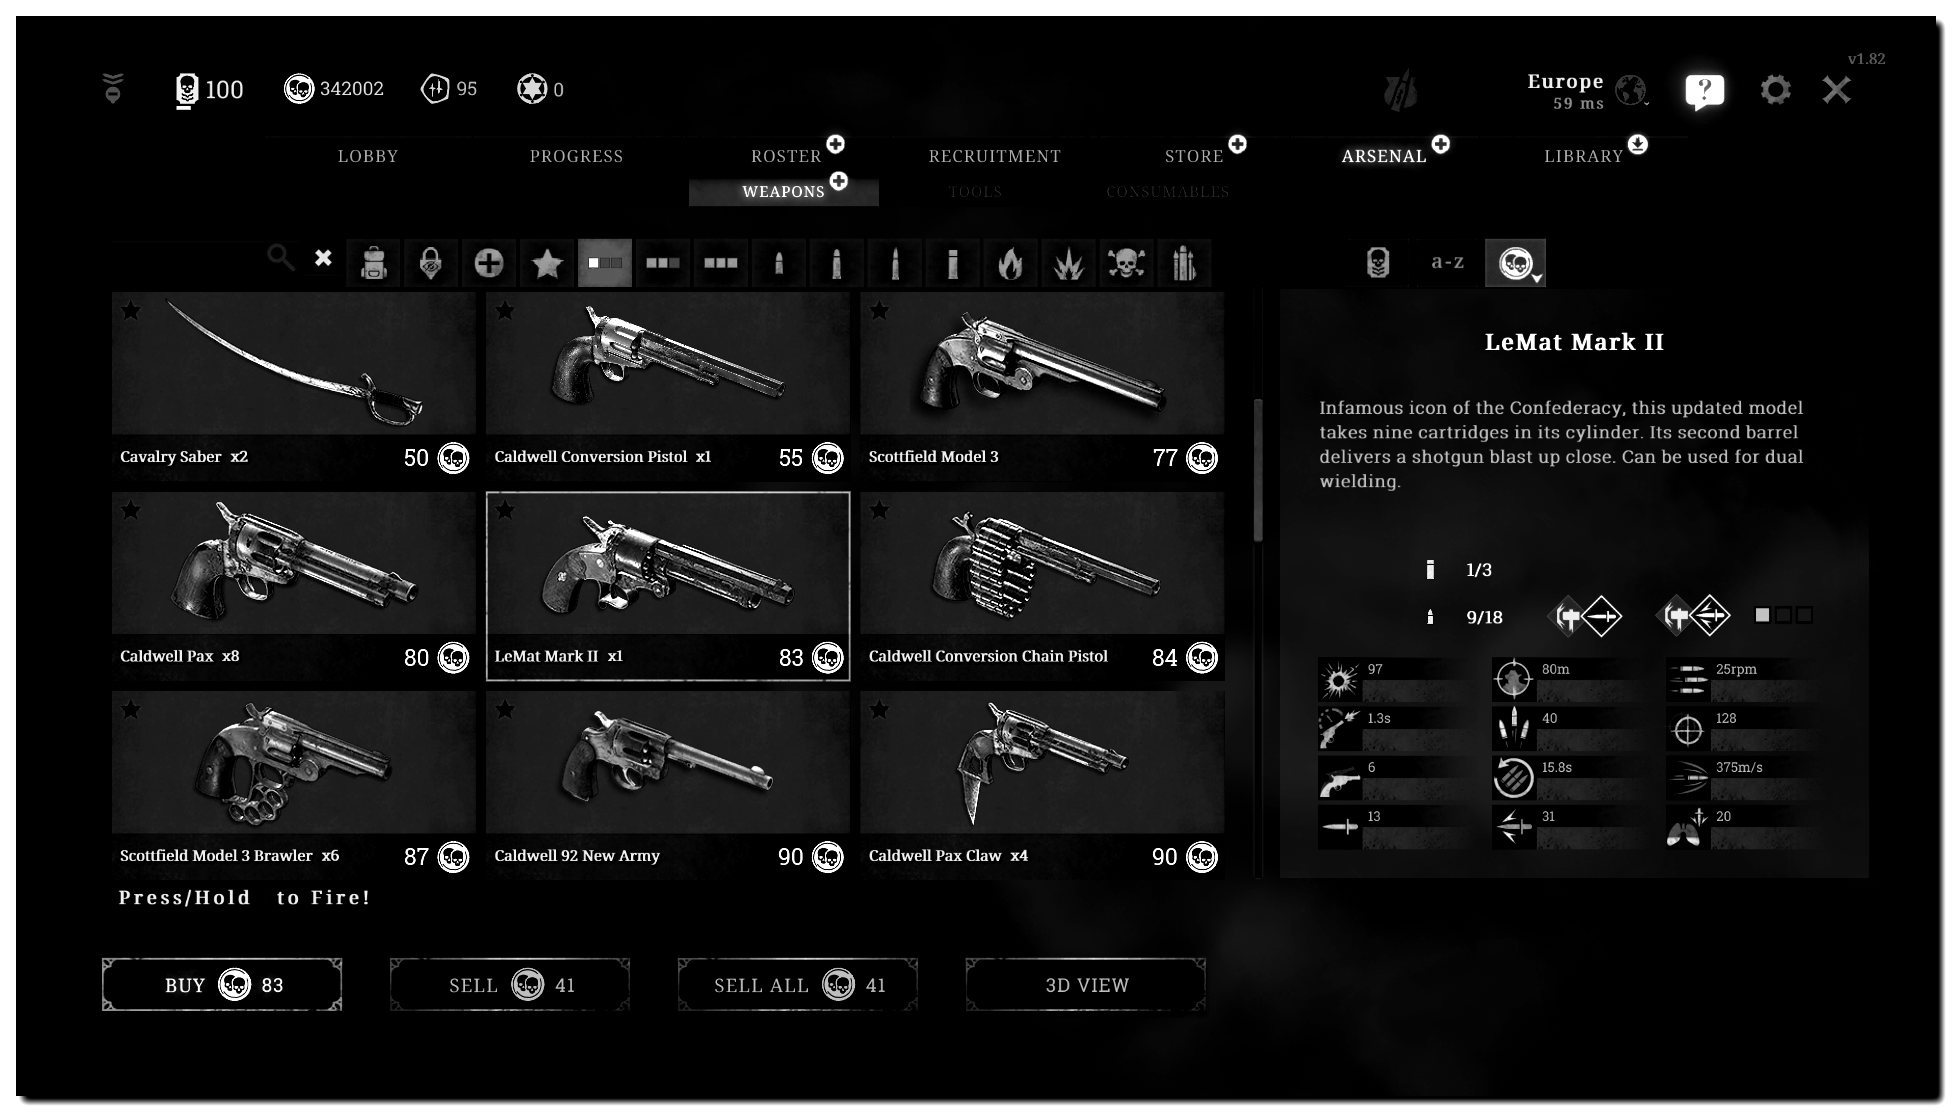 v1.82
100 342002 95 0
Europe
59 ms
?
LOBBY PROGRESS ROSTER RECRUITMENT STORE ARSENAL LIBRARY
WEAPONS TOOLS CONSUMABLES
a-z
Cavalry Saber x2 50
Caldwell Conversion Pistol x1 55
Scottfield Model 3 77
Caldwell Pax x8 80
LeMat Mark II x1 83
Caldwell Conversion Chain Pistol 84
Scottfield Model 3 Brawler x6 87
Caldwell 92 New Army 90
Caldwell Pax Claw x4 90
LeMat Mark II
Infamous icon of the Confederacy, this updated model
takes nine cartridges in its cylinder. Its second barrel
delivers a shotgun blast up close. Can be used for dual
wielding.
1/3
9/18
97 80m 25rpm
1.3s 40 128
6 15.8s 375m/s
13 31 20
Press/Hold to Fire!
BUY 83
SELL 41
SELL ALL 41
3D VIEW